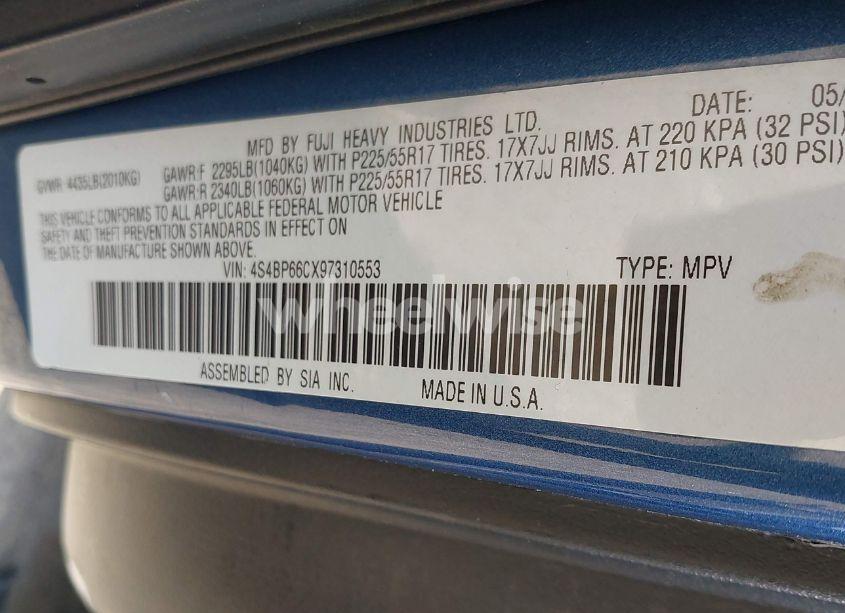 MFD BY FUJI HEAVY INDUSTRIES LTD. DATE: 05/
GVWR 4435LB(2010KG) GAWR:F 2295LB(1040KG) WITH P225/55R17 TIRES. 17X7JJ RIMS. AT 220 KPA (32 PSI)
GAWR:R 2340LB(1060KG) WITH P225/55R17 TIRES. 17X7JJ RIMS. AT 210 KPA (30 PSI)
THIS VEHICLE CONFORMS TO ALL APPLICABLE FEDERAL MOTOR VEHICLE
SAFETY AND THEFT PREVENTION STANDARDS IN EFFECT ON
THE DATE OF MANUFACTURE SHOWN ABOVE.
VIN: 4S4BP66CX97310553 TYPE: MPV
wheelwise
ASSEMBLED BY SIA INC. MADE IN U.S.A.